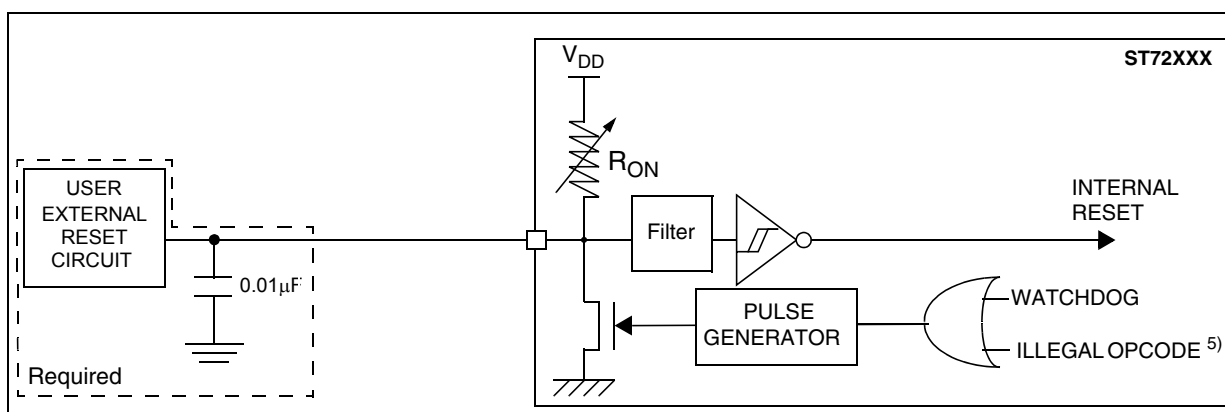 ST72XXX
VDD
RON
USER
EXTERNAL
RESET
CIRCUIT
0.01μF
Required
Filter
INTERNAL
RESET
PULSE
GENERATOR
WATCHDOG
ILLEGAL OPCODE 5)